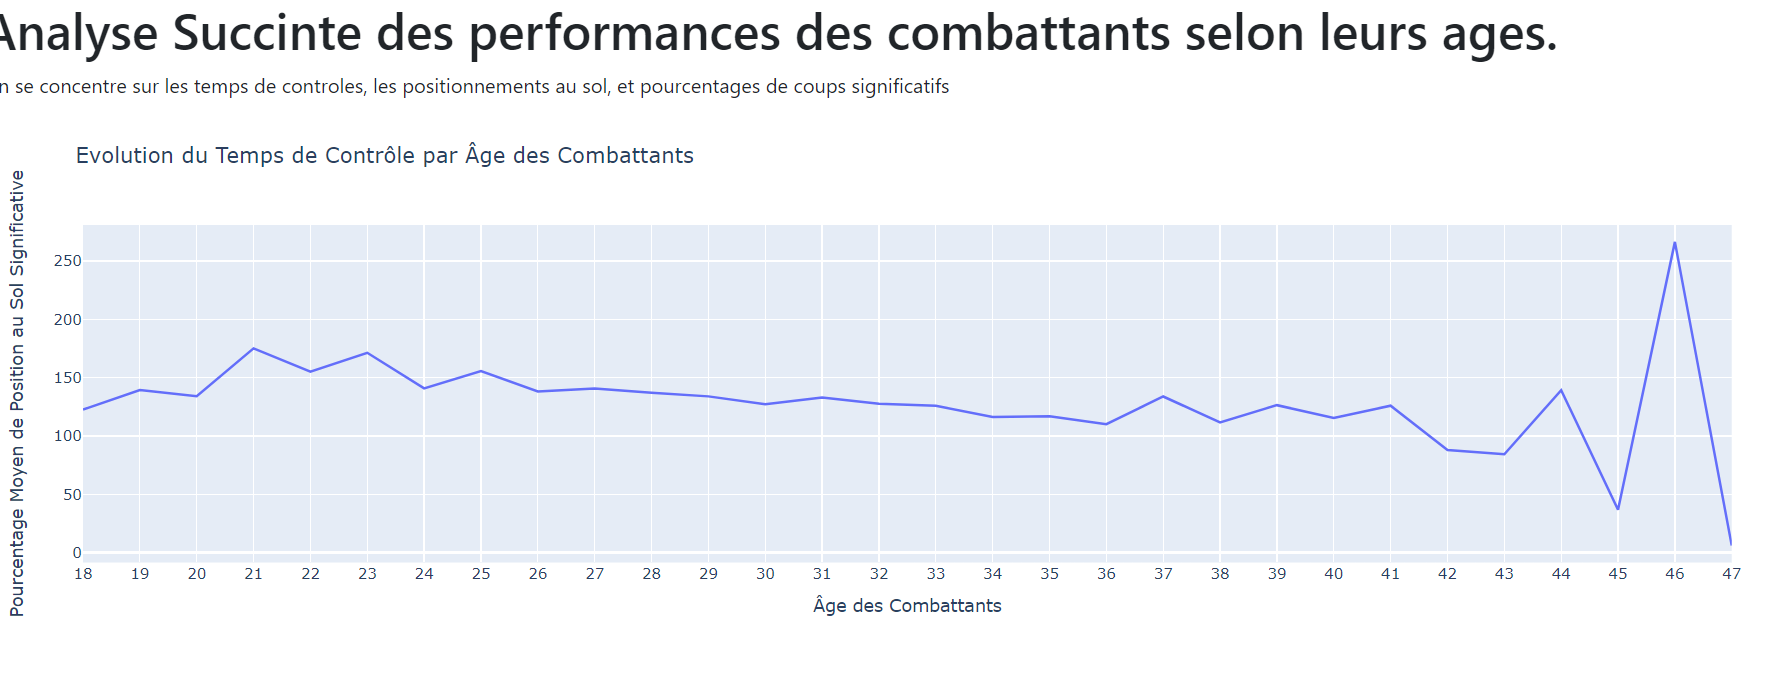 Analyse Succinte des performances des combattants selon leurs ages.
n se concentre sur les temps de controles, les positionnements au sol, et pourcentages de coups significatifs
Evolution du Temps de Contrôle par Âge des Combattants
Pourcentage Moyen de Position au Sol Significative
250
200
150
100
50
0
18 19 20 21 22 23 24 25 26 27 28 29 30 31 32 33 34 35 36 37 38 39 40 41 42 43 44 45 46 47
Âge des Combattants